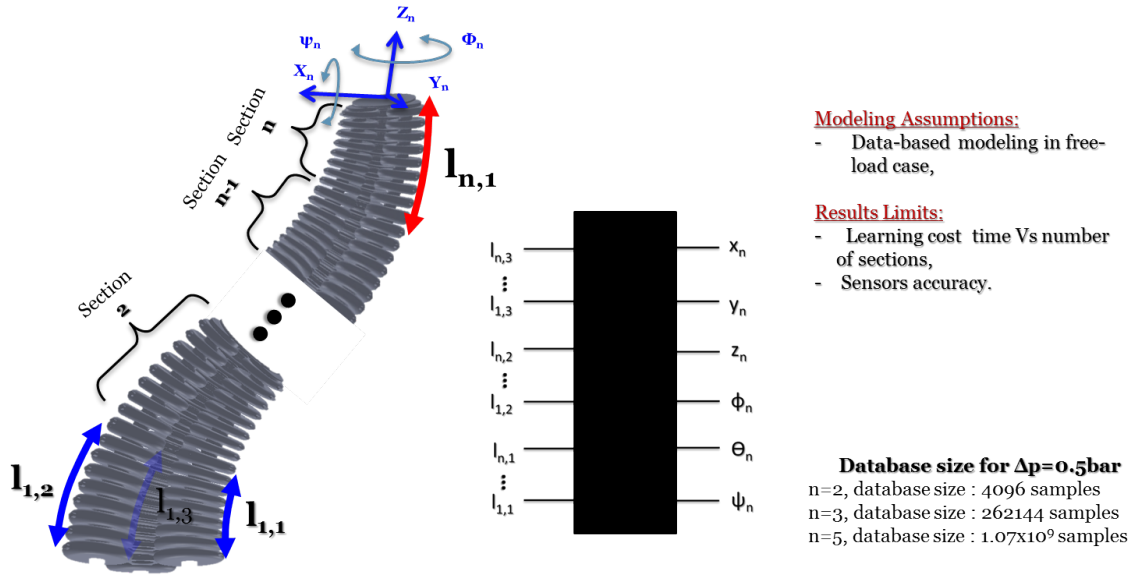 Zn
Φn
ψn
Xn
Yn
Section
n
Section
n-1
ln,1
Section
2
l1,2
l1,3
l1,1
ln,3
...
l1,3
ln,2
...
l1,2
ln,1
...
l1,1
xn
yn
zn
ϕn
θn
ψn
Modeling Assumptions:
- Data-based modeling in free-
load case,
Results Limits:
- Learning cost time Vs number
of sections,
- Sensors accuracy.
Database size for Δp=0.5bar
n=2, database size : 4096 samples
n=3, database size : 262144 samples
n=5, database size : 1.07x10⁹ samples